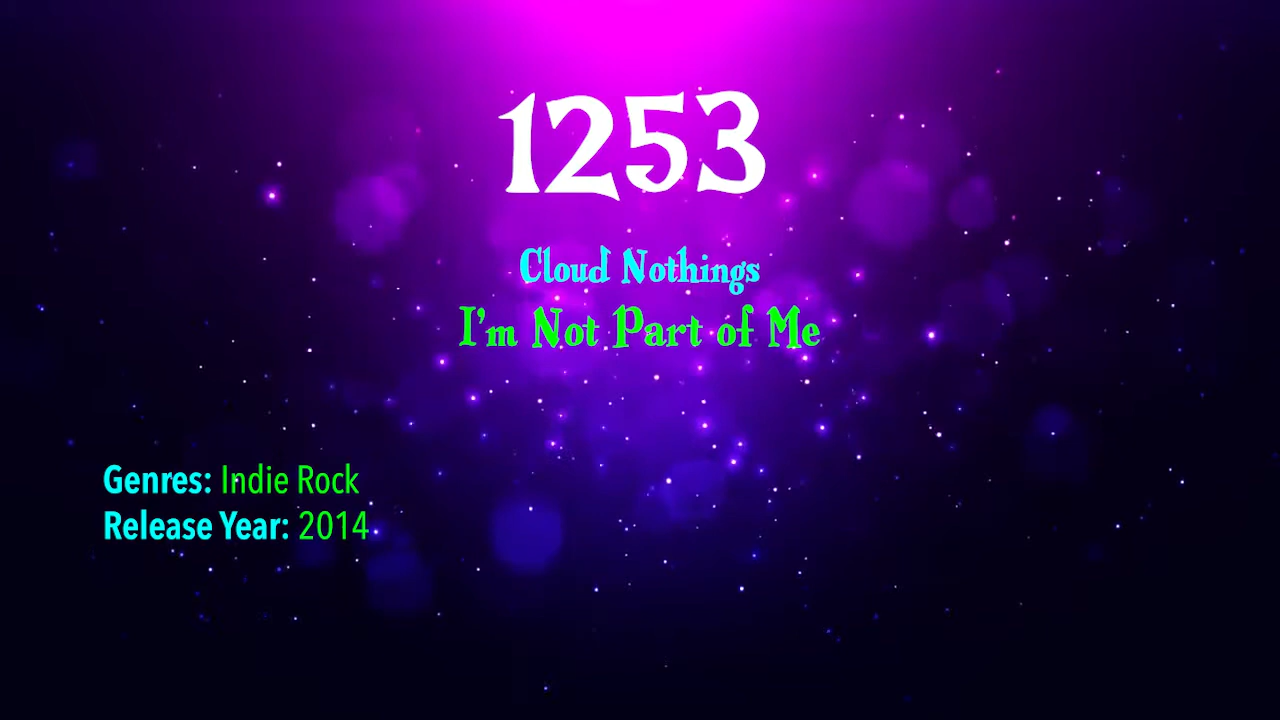 1253
Cloud Nothings
I'm Not Part of Me
Genres: Indie Rock
Release Year: 2014